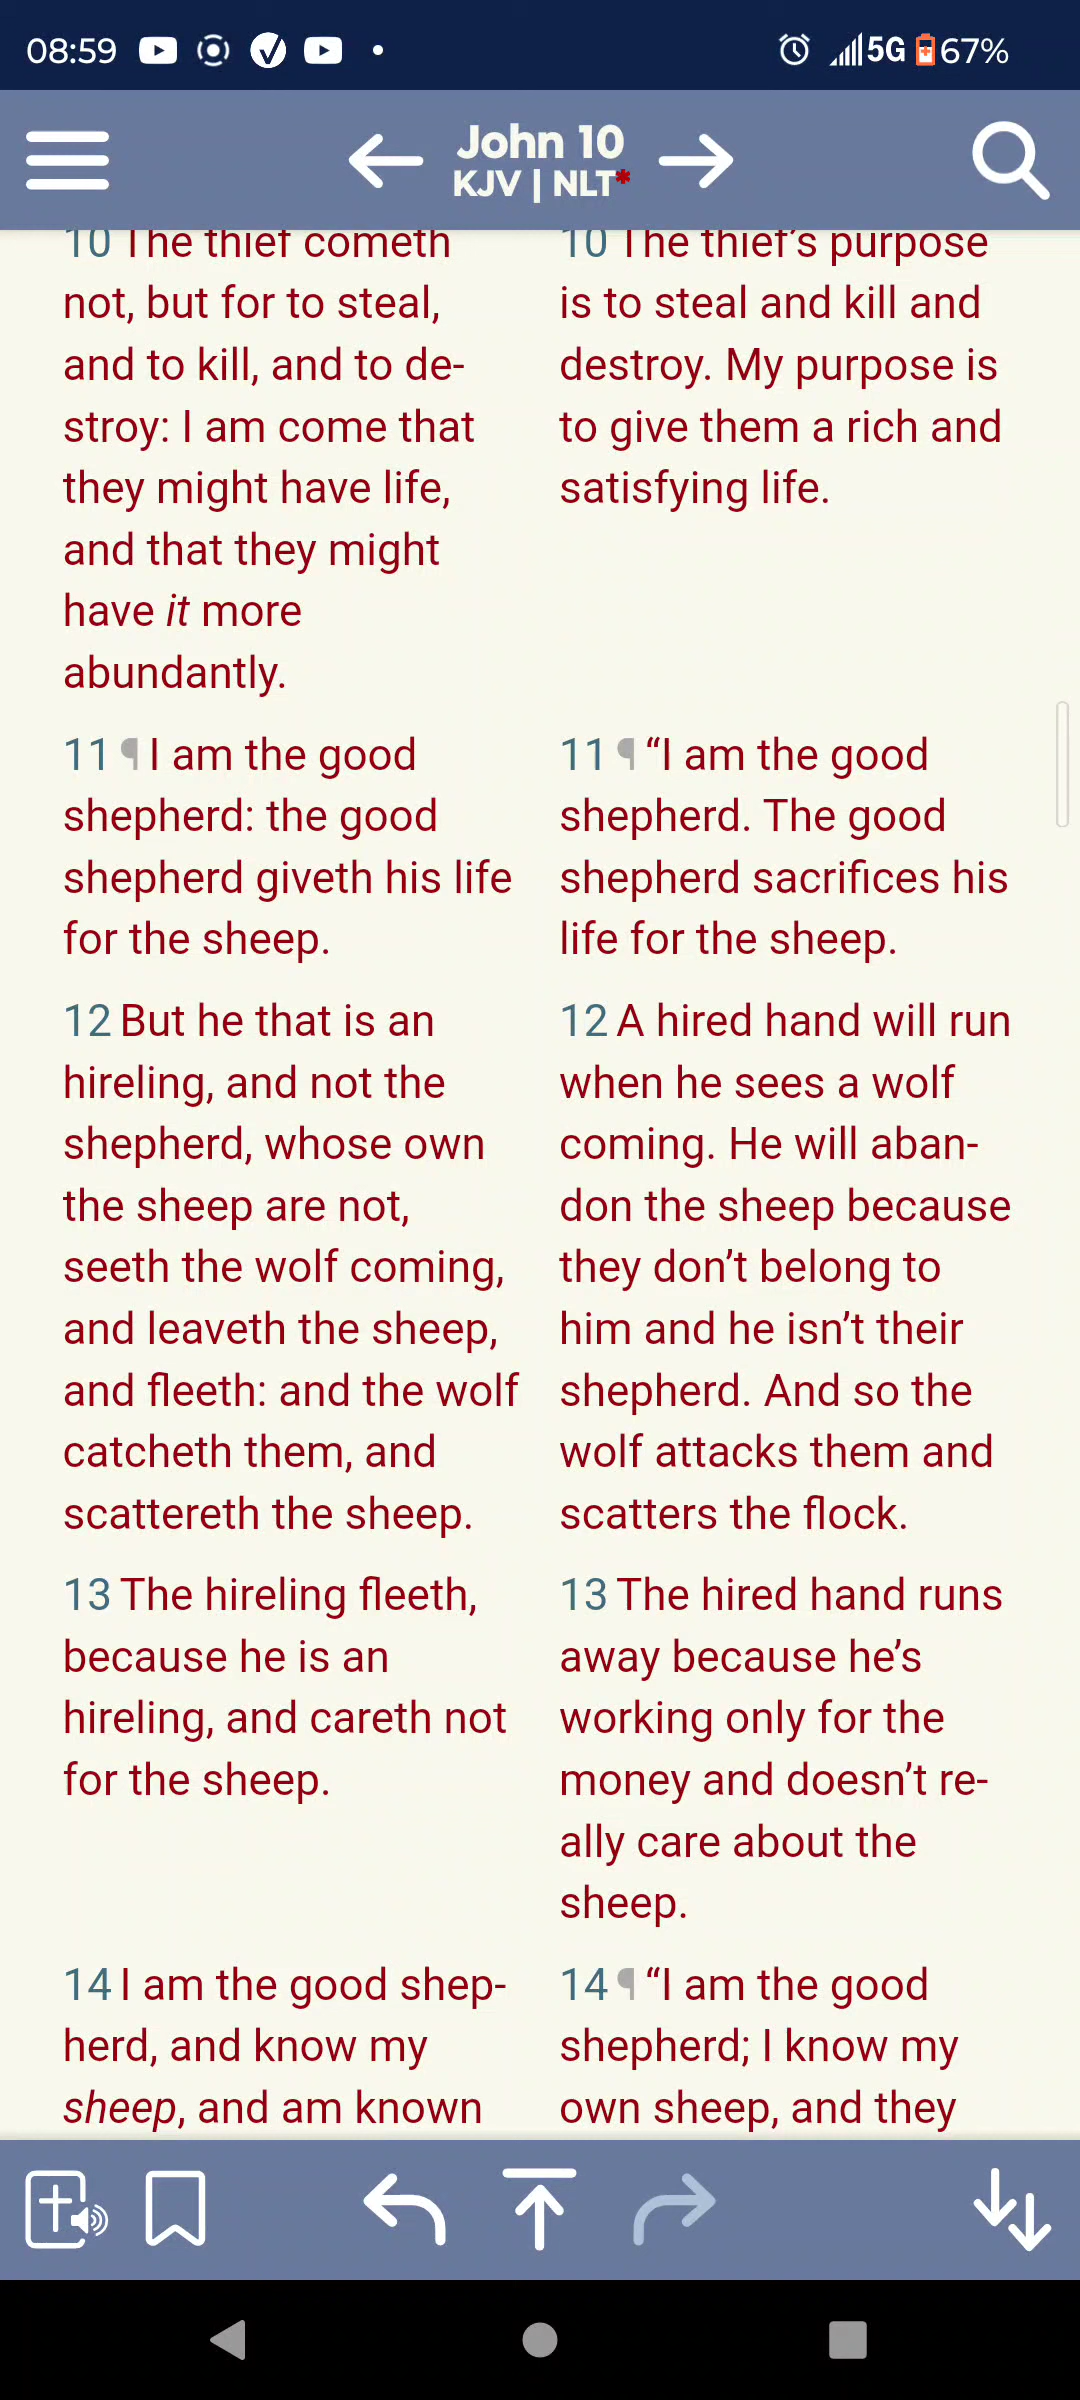 08:59
5G 67%
John 10
KJV | NLT*
10 The thief cometh
not, but for to steal,
and to kill, and to de-
stroy: I am come that
they might have life,
and that they might
have it more
abundantly.
10 The thief’s purpose
is to steal and kill and
destroy. My purpose is
to give them a rich and
satisfying life.
11 ¶ I am the good
shepherd: the good
shepherd giveth his life
for the sheep.
11 ¶ “I am the good
shepherd. The good
shepherd sacrifices his
life for the sheep.
12 But he that is an
hireling, and not the
shepherd, whose own
the sheep are not,
seeth the wolf coming,
and leaveth the sheep,
and fleeth: and the wolf
catcheth them, and
scattereth the sheep.
12 A hired hand will run
when he sees a wolf
coming. He will aban-
don the sheep because
they don’t belong to
him and he isn’t their
shepherd. And so the
wolf attacks them and
scatters the flock.
13 The hireling fleeth,
because he is an
hireling, and careth not
for the sheep.
13 The hired hand runs
away because he’s
working only for the
money and doesn’t re-
ally care about the
sheep.
14 I am the good shep-
herd, and know my
sheep, and am known
14 ¶ “I am the good
shepherd; I know my
own sheep, and they